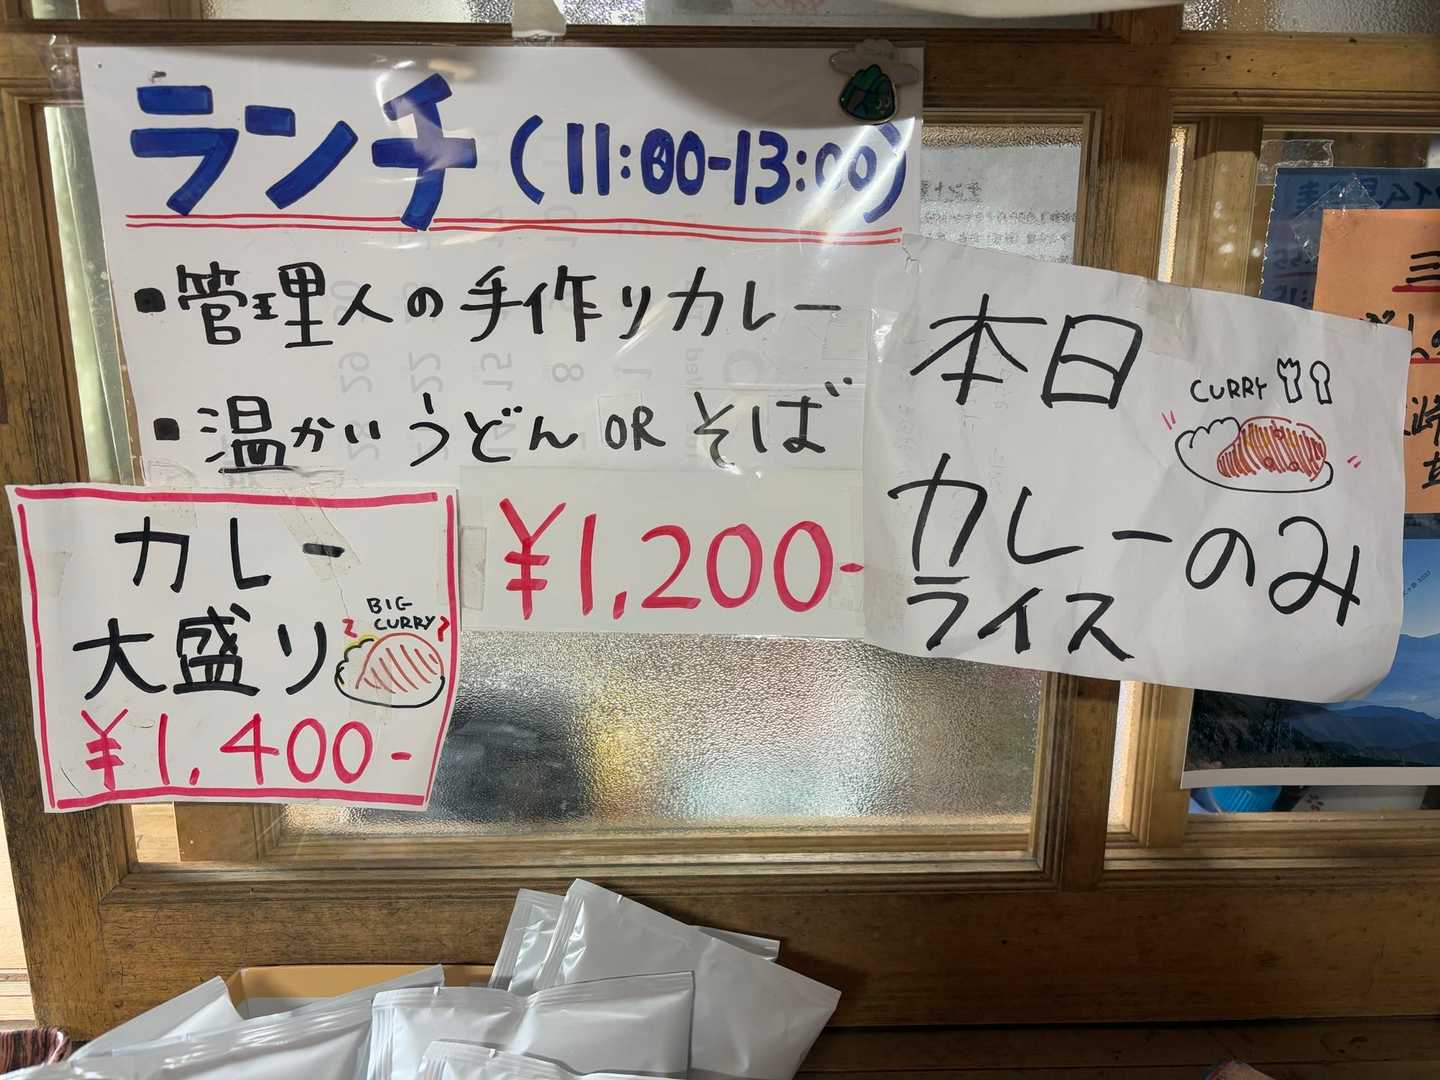 ランチ (11:00-13:00)
▪管理人の手作りカレー
▪温かいうどん OR そば
¥1,200-
カレー
大盛り
BIG
CURRY
¥1,400-
本日
CURRY
カレーのみ
ライス